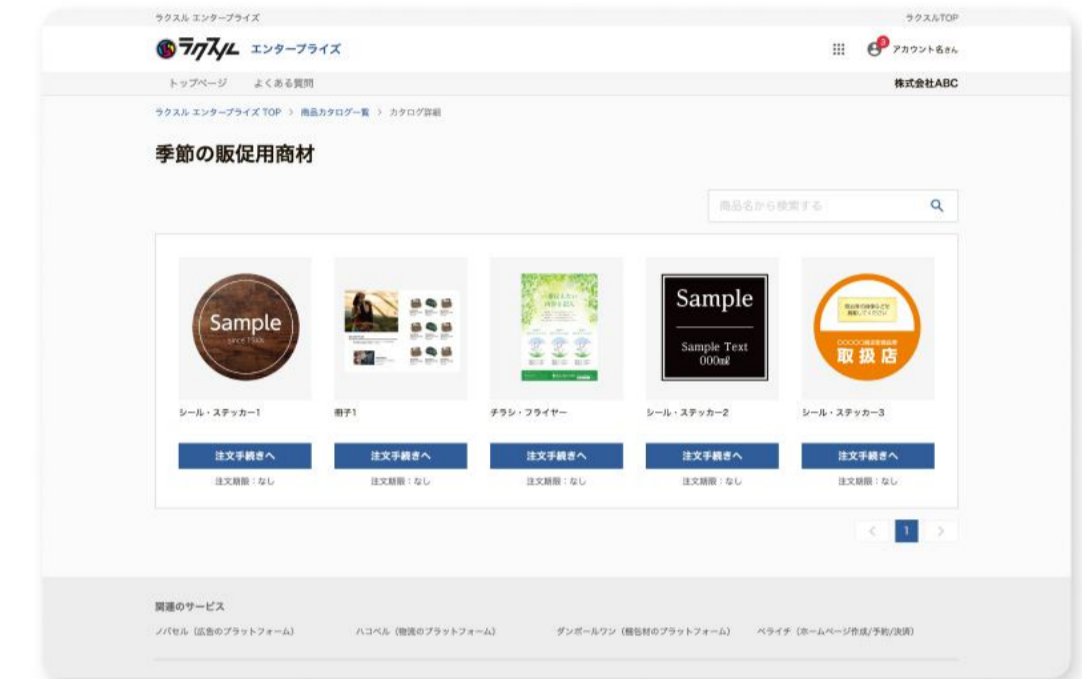 ラクスル エンタープライズ
ラクスルTOP
ラクスル エンタープライズ
3
アカウント名さん
トップページ よくある質問
株式会社ABC
ラクスル エンタープライズ TOP > 商品カタログ一覧 > カタログ詳細
季節の販促用商材
商品名から検索する
Sample
since 1568
Sample
Sample Text
000㎖
取扱店
シール・ステッカー1
冊子1
チラシ・フライヤー
シール・ステッカー2
シール・ステッカー3
注文手続きへ
注文手続きへ
注文手続きへ
注文手続きへ
注文手続きへ
注文期限:なし
注文期限:なし
注文期限:なし
注文期限:なし
注文期限:なし
< 1 >
関連のサービス
ノバセル(広告のプラットフォーム)
ハコベル(物流のプラットフォーム)
ダンボールワン(梱包材のプラットフォーム)
ペライチ(ホームページ作成/予約/決済)